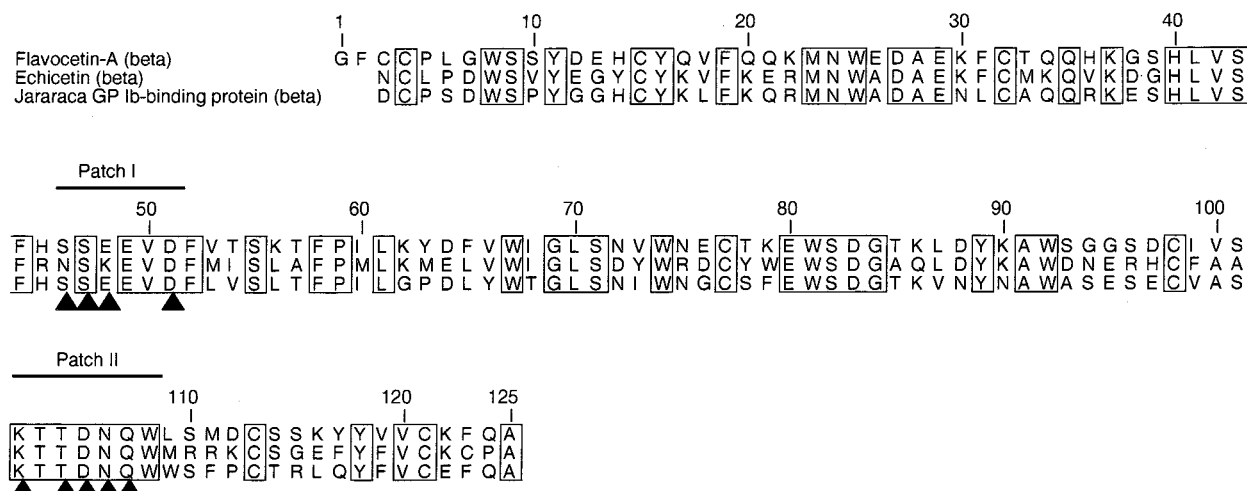 1 10 20 30 40
Flavocetin-A (beta) G F C C P L G W S S Y D E H C Y Q V F Q Q K M N W E D A E K F C T Q Q H K G S H L V S
Echicetin (beta) N C L P D W S V Y E G Y C Y K V F K E R M N W A D A E K F C M K Q V K D G H L V S
Jararaca GP Ib-binding protein (beta) D C P S D W S P Y G G H C Y K L F K Q R M N W A D A E N L C A Q Q R K E S H L V S
Patch I
50 60 70 80 90 100
F H S S E E V D F V T S K T F P I L K Y D F V W I G L S N V W N E C T K E W S D G T K L D Y K A W S G G S D C I V S
F R N S K E V D F M I S L A F P M L K M E L V W I G L S D Y W R D C Y W E W S D G A Q L D Y K A W D N E R H C F A A
F H S S E E V D F L V S L T F P I L G P D L Y W T G L S N I W N G C S F E W S D G T K V N Y N A W A S E S E C V A S
Patch II
110 120 125
K T T D N Q W L S M D C S S K Y Y V V C K F Q A
K T T D N Q W M R R K C S G E F Y F V C K C P A
K T T D N Q W W S F P C T R L Q Y F V C E F Q A